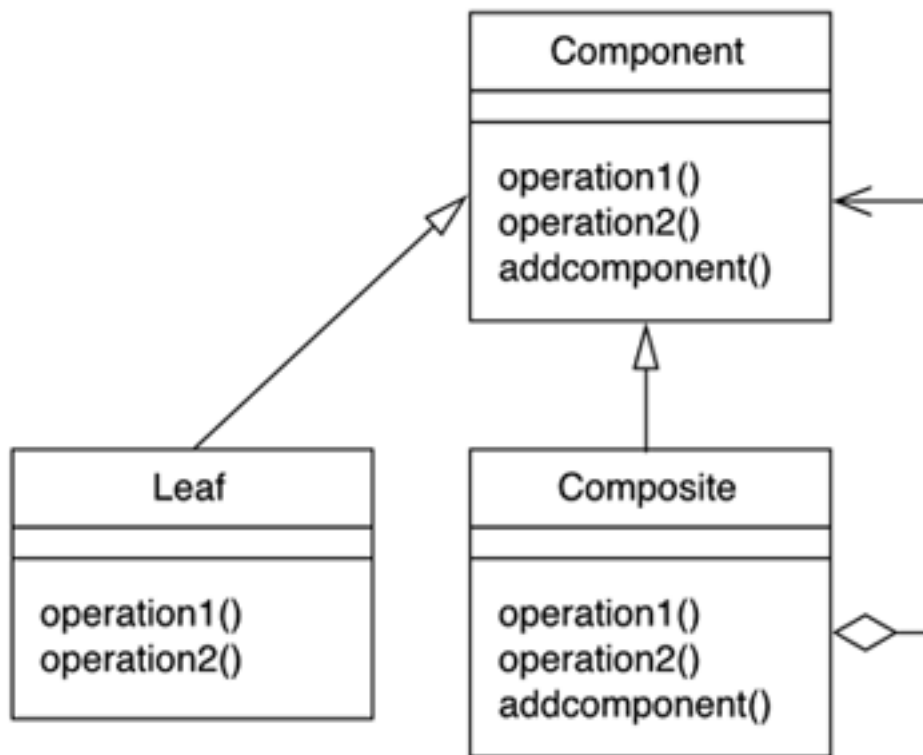 Component
operation1()
operation2()
addcomponent()
Leaf
operation1()
operation2()
Composite
operation1()
operation2()
addcomponent()